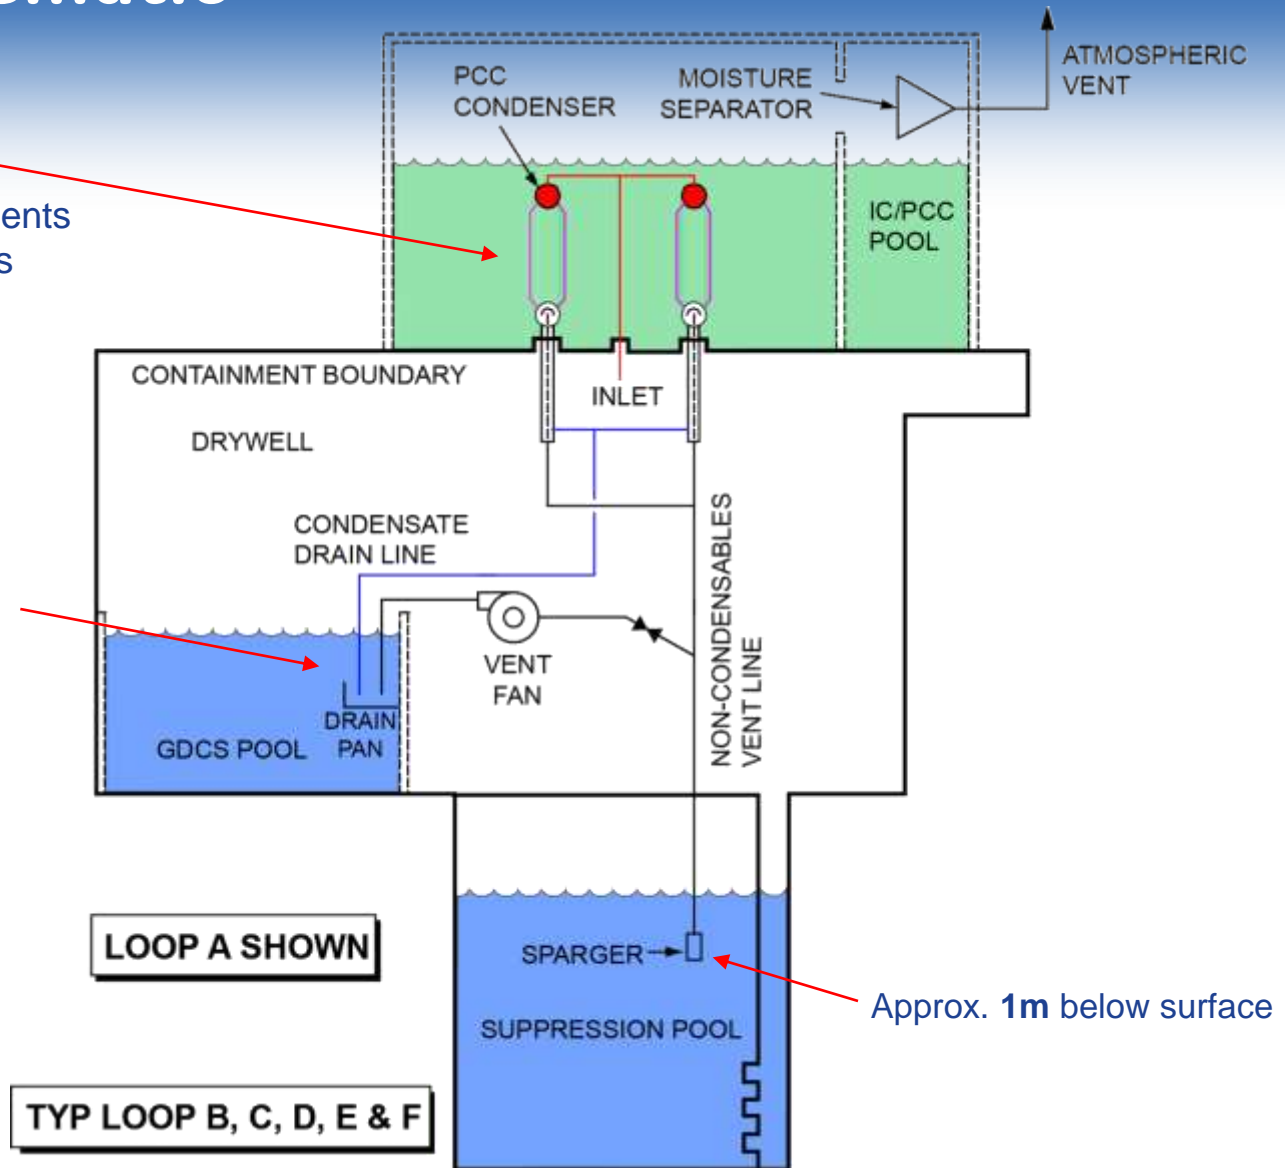 PCC
CONDENSER
MOISTURE
SEPARATOR
ATMOSPHERIC
VENT
IC/PCC
POOL
CONTAINMENT BOUNDARY
INLET
DRYWELL
CONDENSATE
DRAIN LINE
NON-CONDENSABLES
VENT LINE
VENT
FAN
DRAIN
PAN
GDCS POOL
LOOP A SHOWN
SPARGER
Approx. 1m below surface
SUPPRESSION POOL
TYP LOOP B, C, D, E & F